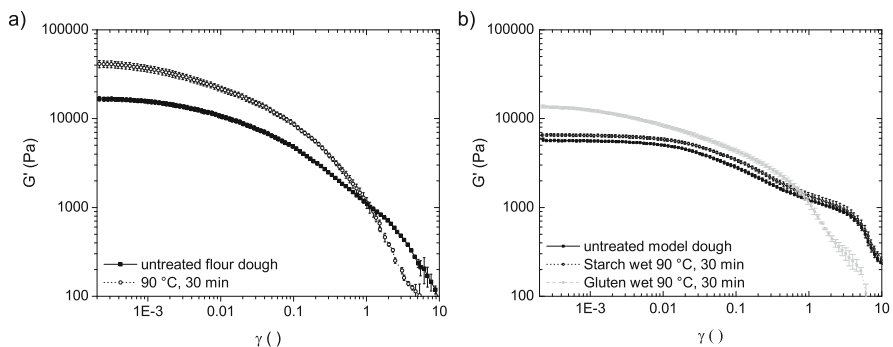 a)
100000
10000
1000
100
G' (Pa)
untreated flour dough
90 °C, 30 min
1E-3
0.01
0.1
1
10
γ ( )
b)
100000
10000
1000
100
G' (Pa)
untreated model dough
Starch wet 90 °C, 30 min
Gluten wet 90 °C, 30 min
1E-3
0.01
0.1
1
10
γ ( )